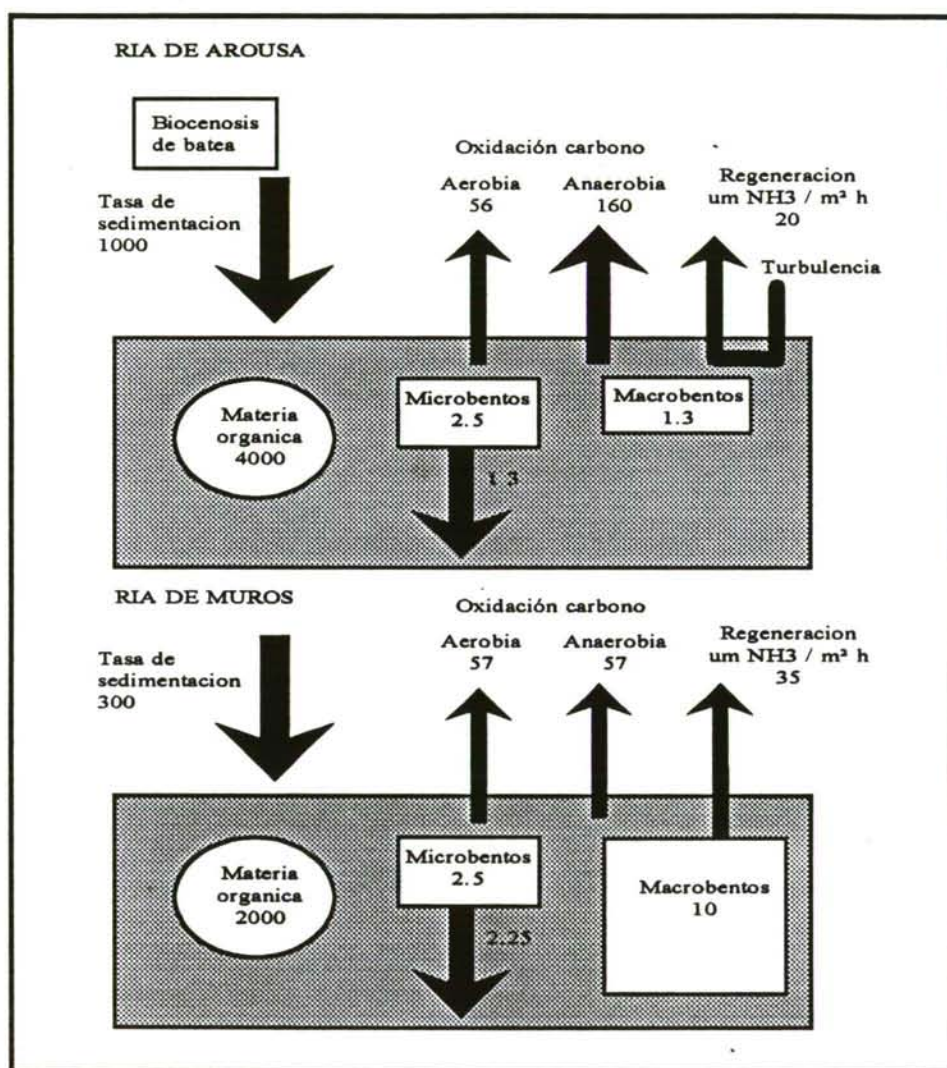 RIA DE AROUSA
Biocenosis
de batea
Tasa de
sedimentacion
1000
Oxidación carbono
Aerobia
56
Anaerobia
160
Regeneracion
um NH3 / m² h
20
Turbulencia
Materia
organica
4000
Microbentos
2.5
1.3
Macrobentos
1.3
RIA DE MUROS
Tasa de
sedimentacion
300
Oxidación carbono
Aerobia
57
Anaerobia
57
Regeneracion
um NH3 / m² h
35
Materia
organica
2000
Microbentos
2.5
2.25
Macrobentos
10